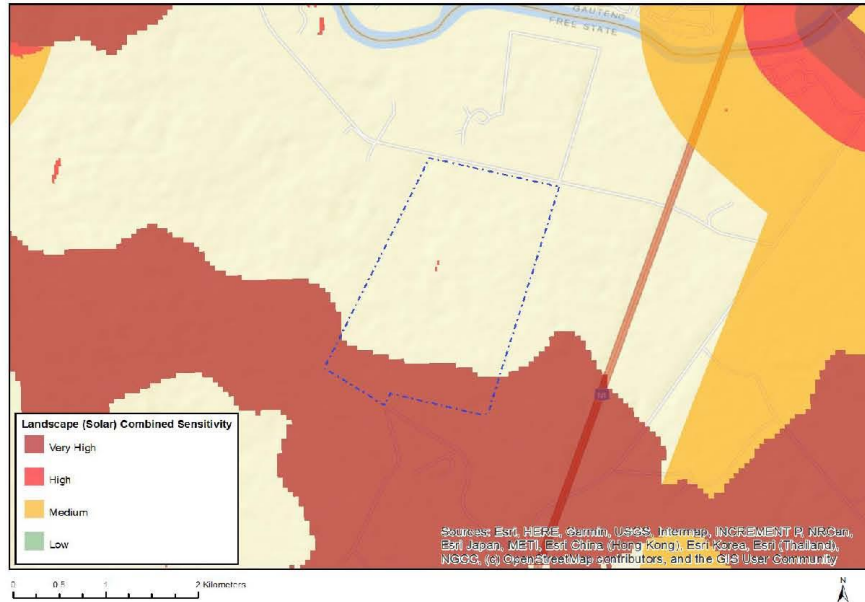 GAUTENG
FREE STATE
Landscape (Solar) Combined Sensitivity
Very High
High
Medium
Low
Sources: Esri, HERE, Garmin, USGS, Intermap, INCREMENT P, NRCan,
Esri Japan, METI, Esri China (Hong Kong), Esri Korea, Esri (Thailand),
NGCC, (c) OpenStreetMap contributors, and the GIS User Community
0 0.5 1 2 Kilometers
N